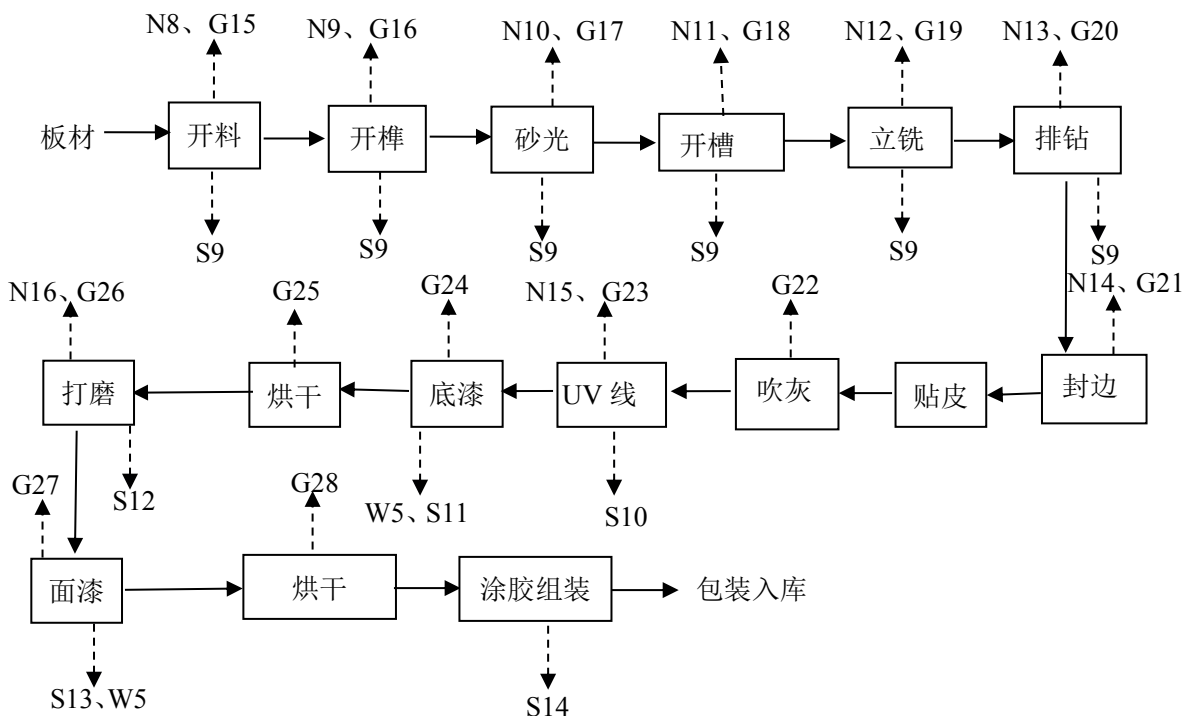 N8、G15 N9、G16 N10、G17 N11、G18 N12、G19 N13、G20
板材 开料 开榫 砂光 开槽 立铣 排钻
S9 S9 S9 S9 S9 S9
N16、G26 G25 G24 N15、G23 G22 N14、G21
打磨 烘干 底漆 UV 线 吹灰 贴皮 封边
G27 S12 G28 W5、S11 S10
面漆 烘干 涂胶组装 包装入库
S13、W5 S14